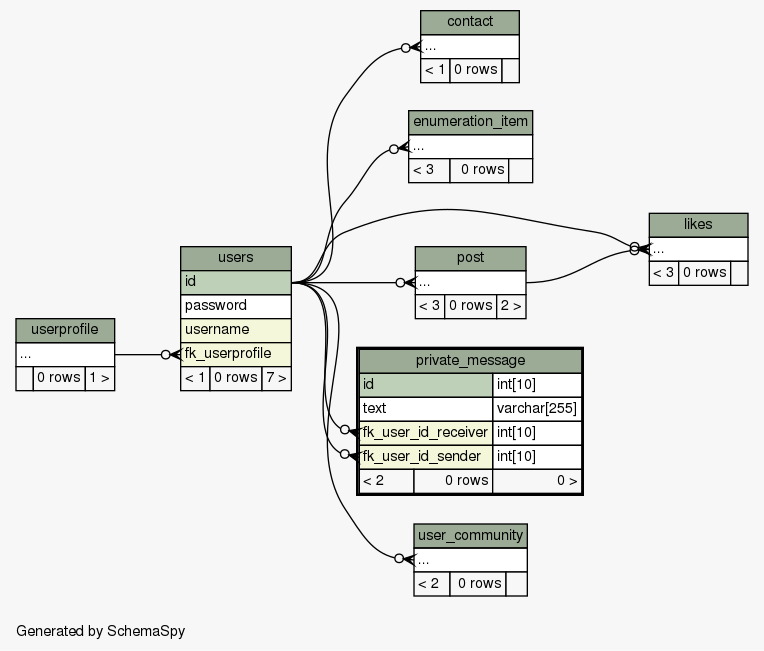 contact
...
< 1 0 rows
enumeration_item
...
< 3 0 rows
likes
...
< 3 0 rows
users
id
password
username
fk_userprofile
< 1 0 rows 7 >
post
...
< 3 0 rows 2 >
userprofile
...
0 rows 1 >
private_message
id int[10]
text varchar[255]
fk_user_id_receiver int[10]
fk_user_id_sender int[10]
< 2 0 rows 0 >
user_community
...
< 2 0 rows
Generated by SchemaSpy